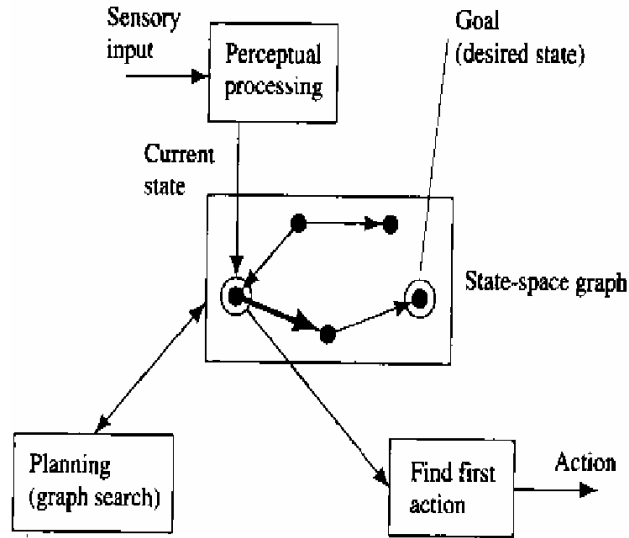 Sensory
input
Perceptual
processing
Goal
(desired state)
Current
state
State-space graph
Planning
(graph search)
Find first
action
Action